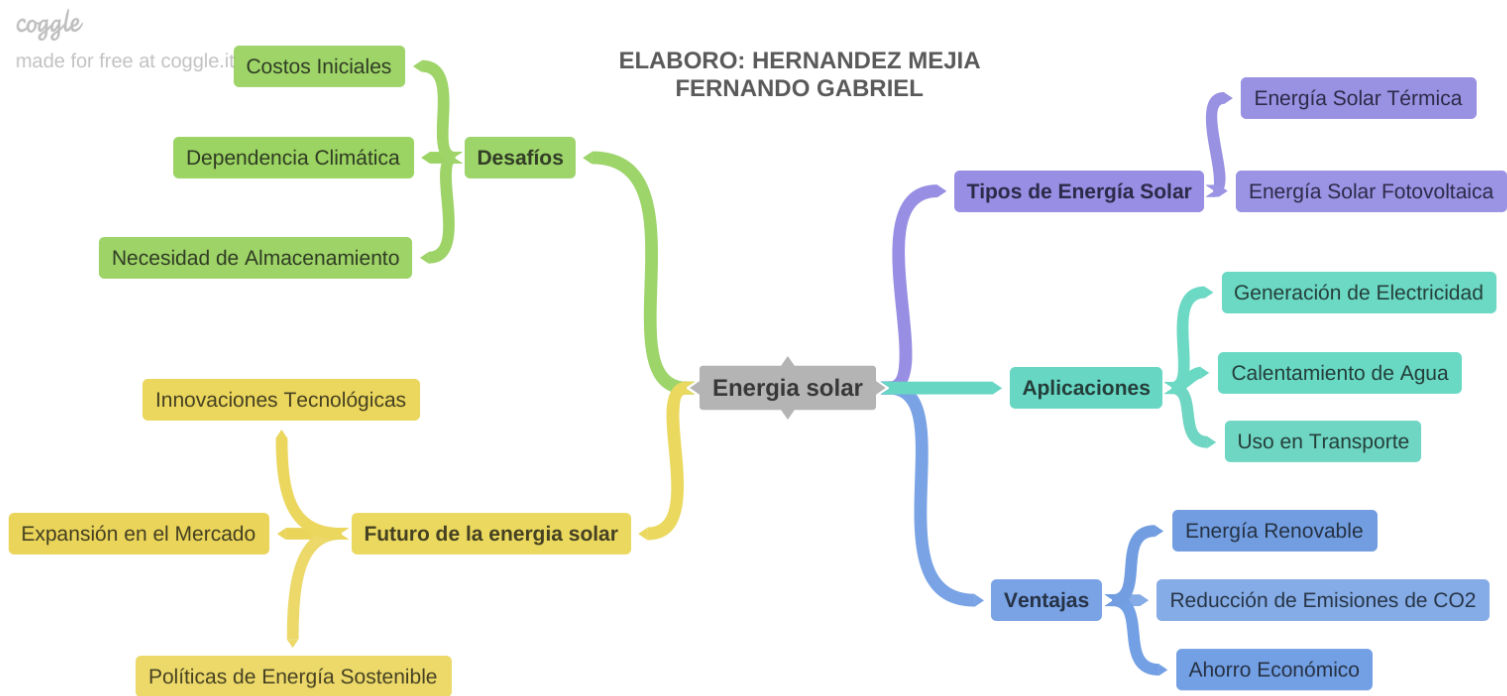 coggle
made for free at coggle.it
ELABORO: HERNANDEZ MEJIA
FERNANDO GABRIEL
Costos Iniciales
Dependencia Climática
Desafíos
Necesidad de Almacenamiento
Energía Solar Térmica
Tipos de Energía Solar
Energía Solar Fotovoltaica
Generación de Electricidad
Energia solar
Aplicaciones
Calentamiento de Agua
Uso en Transporte
Innovaciones Tecnológicas
Expansión en el Mercado
Futuro de la energia solar
Políticas de Energía Sostenible
Energía Renovable
Ventajas
Reducción de Emisiones de CO2
Ahorro Económico